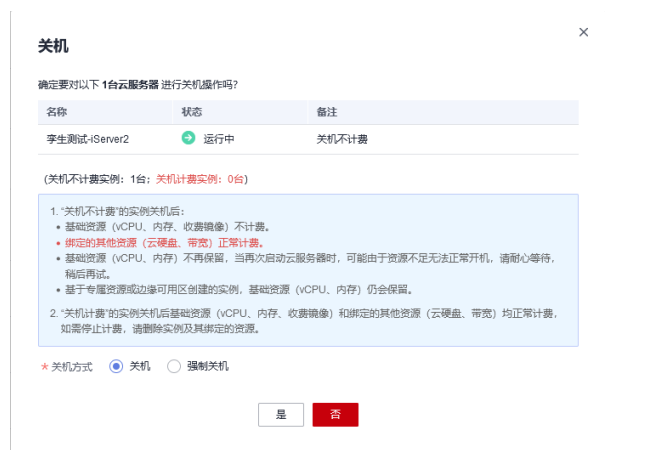 关机
确定要对以下 1台云服务器 进行关机操作吗?
名称 状态 备注
孪生测试-iServer2 运行中 关机不计费
(关机不计费实例：1台；关机计费实例：0台)
1. “关机不计费”的实例关机后：
• 基础资源（vCPU、内存、收费镜像）不计费。
• 绑定的其他资源（云硬盘、带宽）正常计费。
• 基础资源（vCPU、内存）不再保留，当再次启动云服务器时，可能由于资源不足无法正常开机，请耐心等待，
稍后再试。
• 基于专属资源或边缘可用区创建的实例，基础资源（vCPU、内存）仍会保留。
2. “关机计费”的实例关机后基础资源（vCPU、内存、收费镜像）和绑定的其他资源（云硬盘、带宽）均正常计费，
如需停止计费，请删除实例及其绑定的资源。
* 关机方式 关机 强制关机
是 否